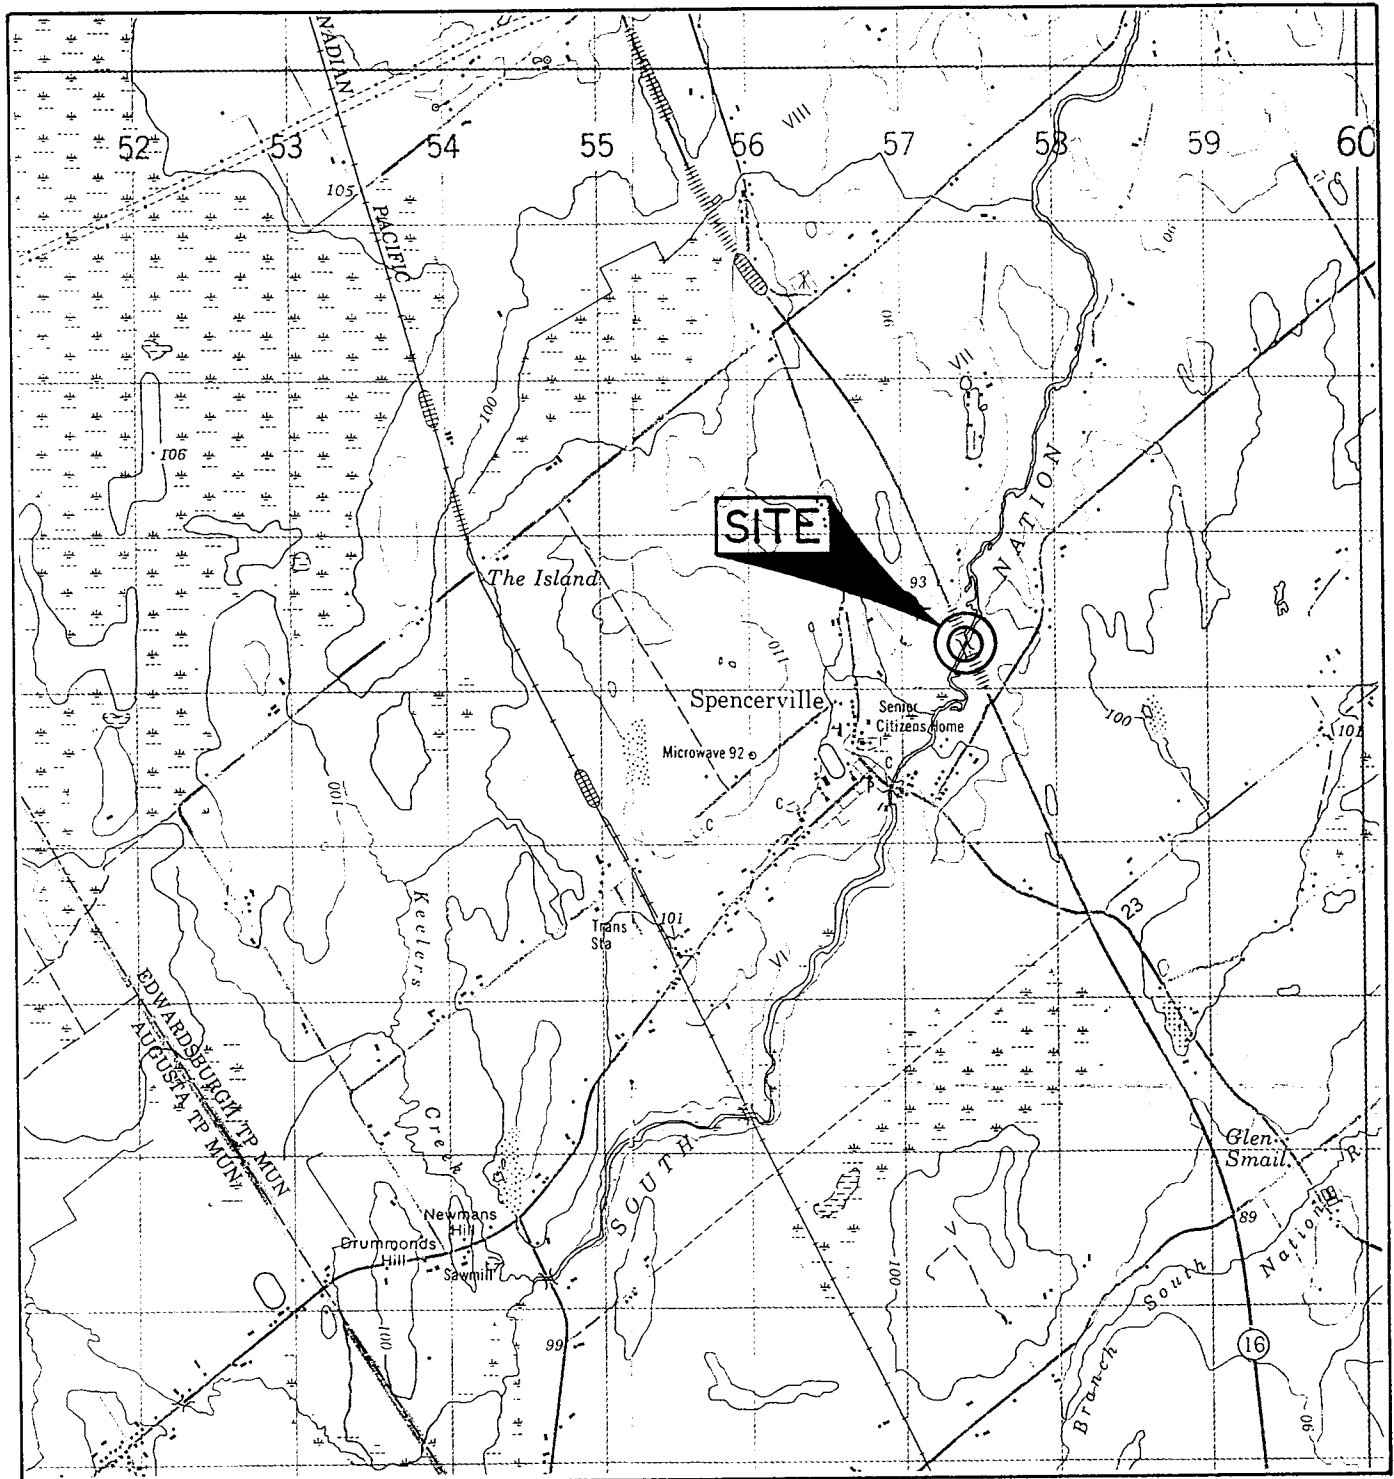 NADIAN
PACIFIC
52 53 54 55 56 57 58 59 60
VIII
105
100
90
90
VII
106
SITE
NATION
The Island
93
110
Spencerville
Senior
Citizens Home
Microwave 92
C
C
C
C
P
100
101
100
Keelers
Creek
Trans
Sta
101
VI
23
EDWARDSBURGH TP MUN
AUGUSTA TP MUN
SOUTH
Glen
Smail
Newmans
Hill
Drummonds
Hill
Sawmill
100
99
V
100
89
Branch South Nation R
16
90